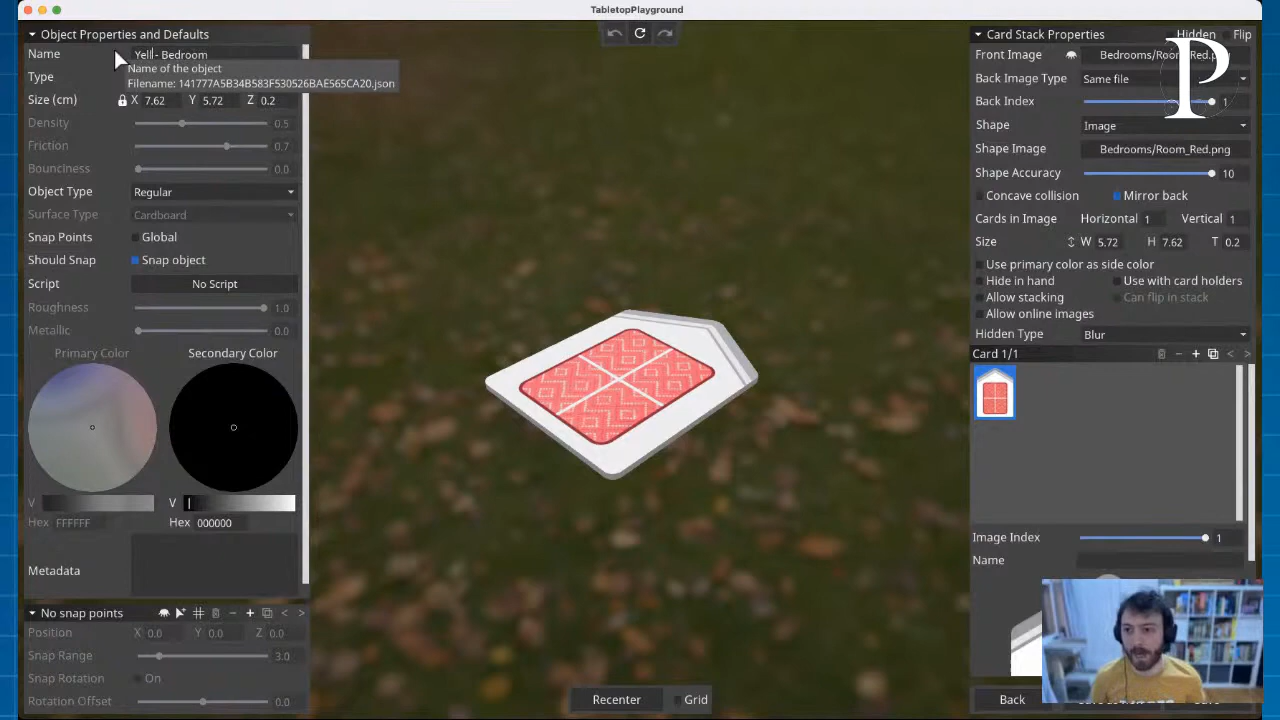 TabletopPlayground
Object Properties and Defaults
Name Yell - Bedroom
Name of the object
Filename: 141777A5B34B583F530526BAE565CA20.json
Type
Size (cm) X 7.62 Y 5.72 Z 0.2
Density 0.5
Friction 0.7
Bounciness 0.0
Object Type Regular
Surface Type Cardboard
Snap Points Global
Should Snap Snap object
Script No Script
Roughness 1.0
Metallic 0.0
Primary Color Secondary Color
V V
Hex FFFFFF Hex 000000
Metadata
No snap points
Position X 0.0 Y 0.0 Z 0.0
Snap Range 3.0
Snap Rotation On
Rotation Offset 0.0
Recenter Grid
Card Stack Properties Hidden Flip
Front Image Bedrooms/Room_Red.png
Back Image Type Same file
Back Index 1
Shape Image
Shape Image Bedrooms/Room_Red.png
Shape Accuracy 10
Concave collision Mirror back
Cards in Image Horizontal 1 Vertical 1
Size W 5.72 H 7.62 T 0.2
Use primary color as side color
Hide in hand Use with card holders
Allow stacking Can flip in stack
Allow online images
Hidden Type Blur
Card 1/1
Image Index 1
Name
Back
P